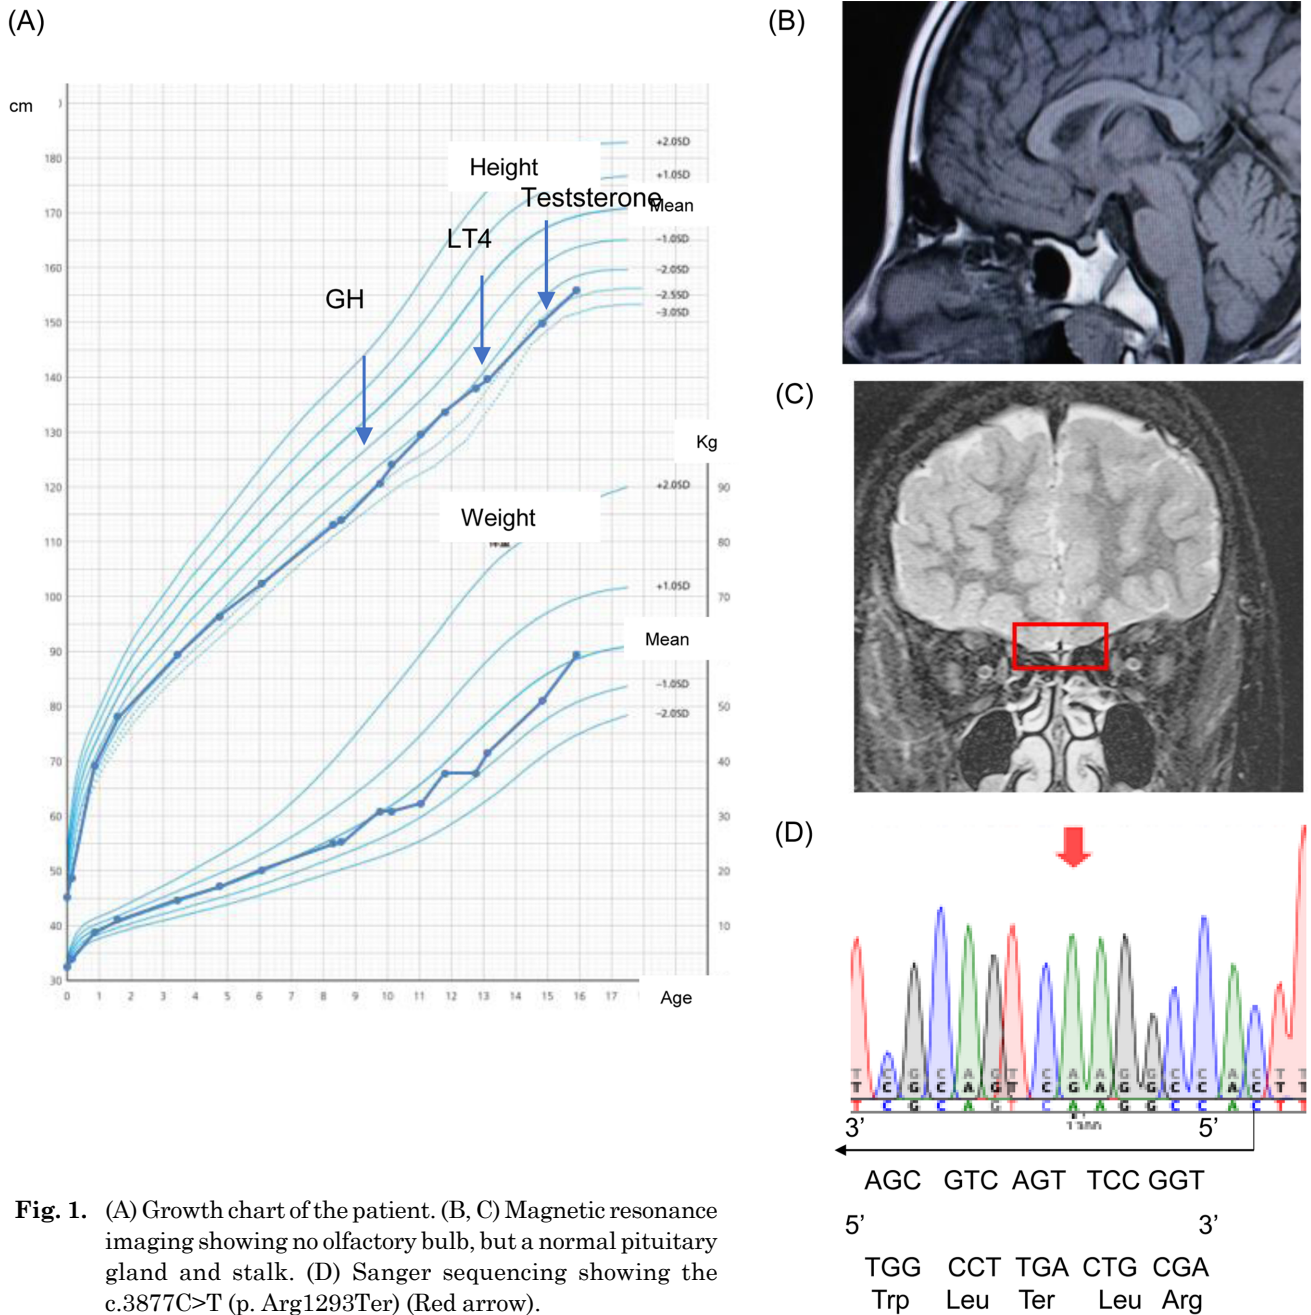 (A)
cm
180
170
160
150
140
130
120
110
100
90
80
70
60
50
40
30
Height
Teststerone
LT4
GH
+2.0SD
+1.0SD
Mean
-1.0SD
-2.0SD
-2.5SD
-3.0SD
Kg
Weight
体重
+2.0SD
90
80
+1.0SD
70
Mean
-1.0SD
-2.0SD
50
40
30
20
10
0 1 2 3 4 5 6 7 8 9 10 11 12 13 14 15 16 17
Age
(B)
(C)
(D)
T C G C A G T C A A G G C C A C T T
T C G C A G T C G A G G C C A C T T
T C G C A G T C A A G G C C A C T T
3’ 5’
AGC GTC AGT TCC GGT
5’ 3’
TGG CCT TGA CTG CGA
Trp Leu Ter Leu Arg
Fig. 1. (A) Growth chart of the patient. (B, C) Magnetic resonance
imaging showing no olfactory bulb, but a normal pituitary
gland and stalk. (D) Sanger sequencing showing the
c.3877C>T (p. Arg1293Ter) (Red arrow).